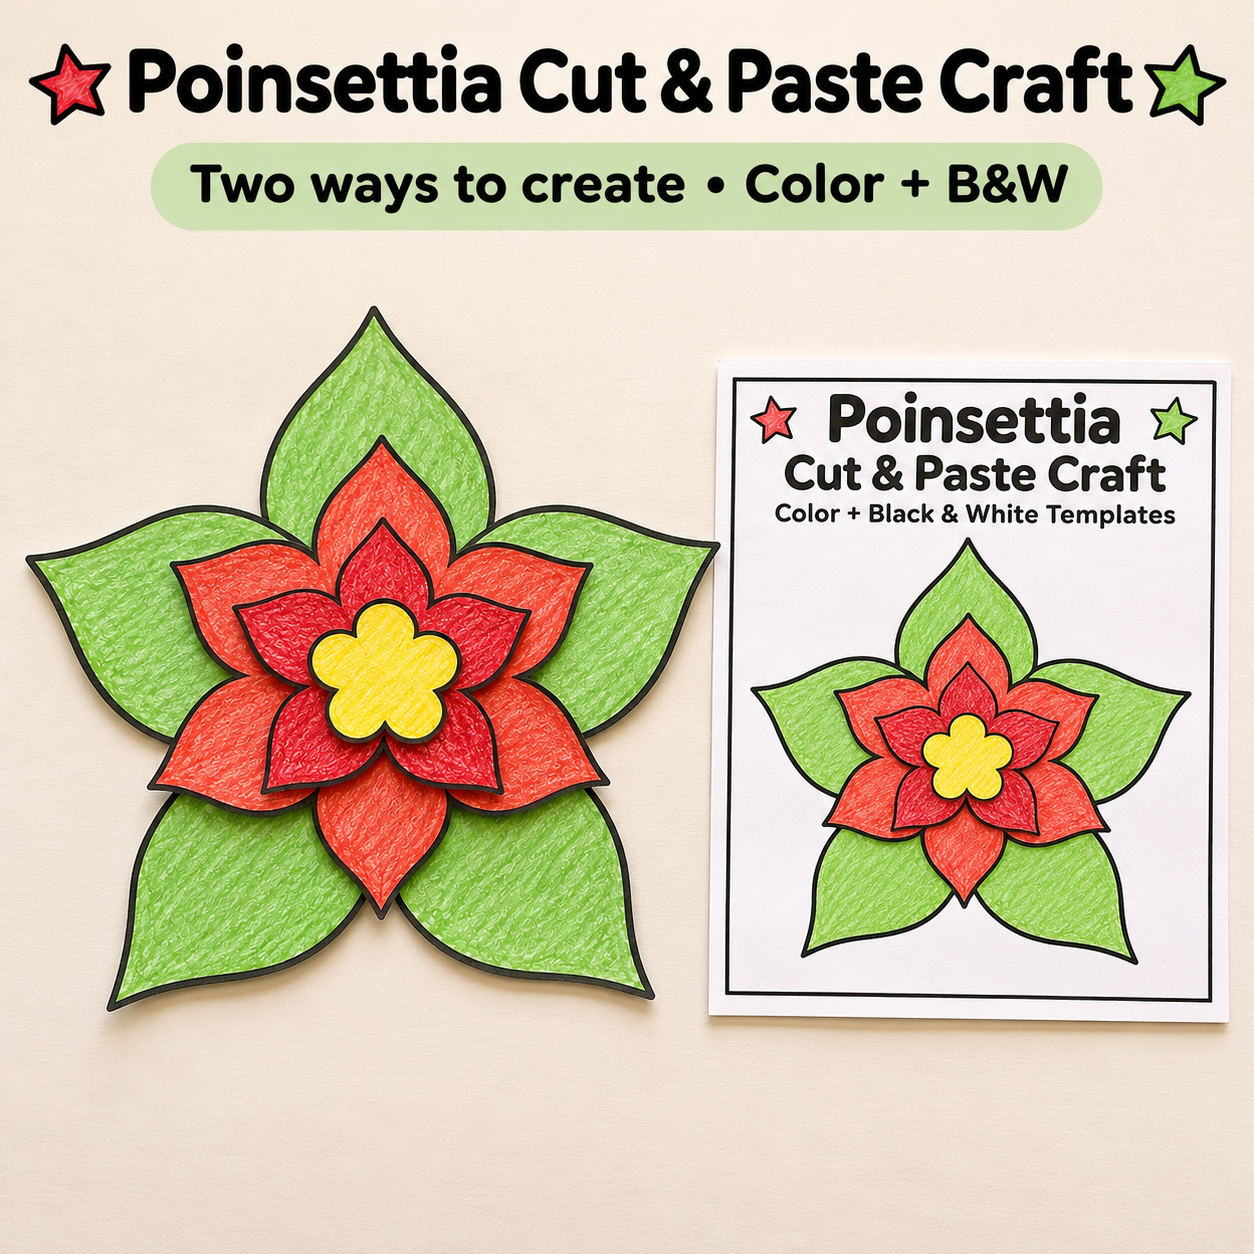 Poinsettia Cut & Paste Craft
Two ways to create • Color + B&W
Poinsettia
Cut & Paste Craft
Color + Black & White Templates